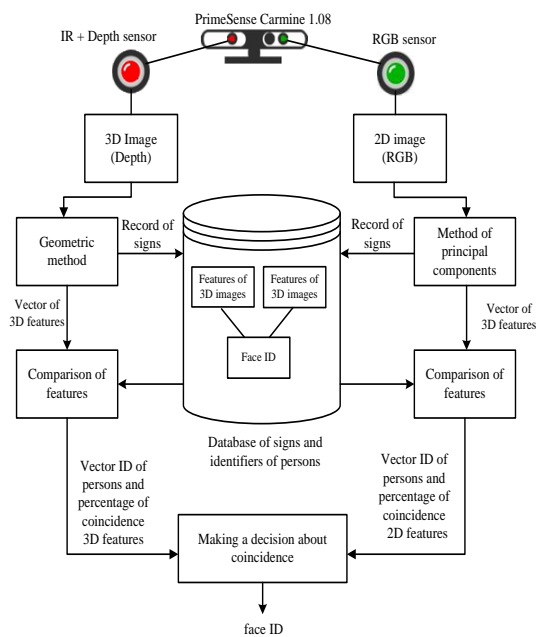 PrimeSense Carmine 1.08
IR + Depth sensor
RGB sensor
3D Image
(Depth)
2D image
(RGB)
Geometric
method
Record of
signs
Record of
signs
Method of
principal
components
Features of
3D images
Features of
3D images
Face ID
Vector of
3D features
Vector of
3D features
Comparison of
features
Comparison of
features
Database of signs and
identifiers of persons
Vector ID of
persons and
percentage of
coincidence
3D features
Vector ID of
persons and
percentage of
coincidence
2D features
Making a decision about
coincidence
face ID